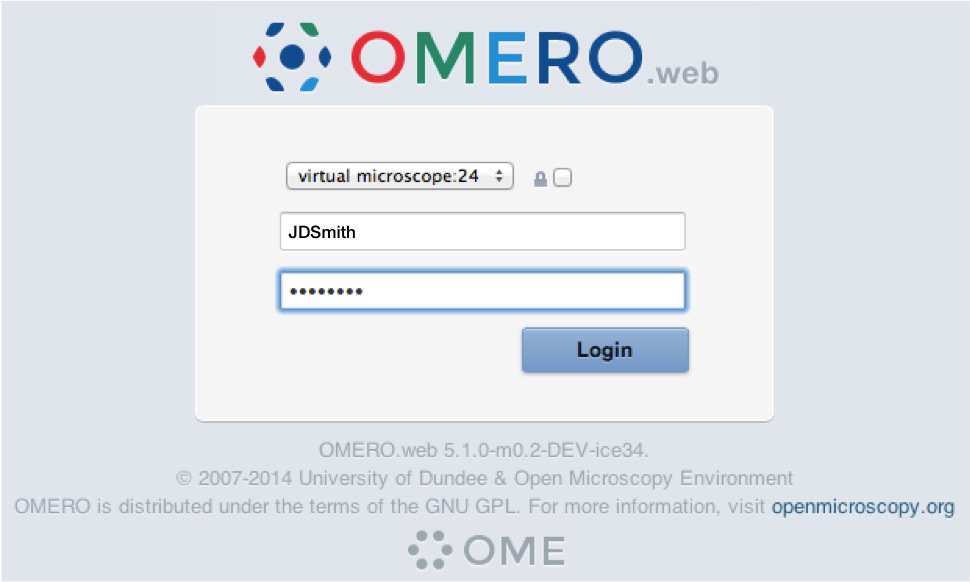 OMERO.web
virtual microscope:24
JDSmith
••••••••
Login
OMERO.web 5.1.0-m0.2-DEV-ice34.
© 2007-2014 University of Dundee & Open Microscopy Environment
OMERO is distributed under the terms of the GNU GPL. For more information, visit openmicroscopy.org
OME